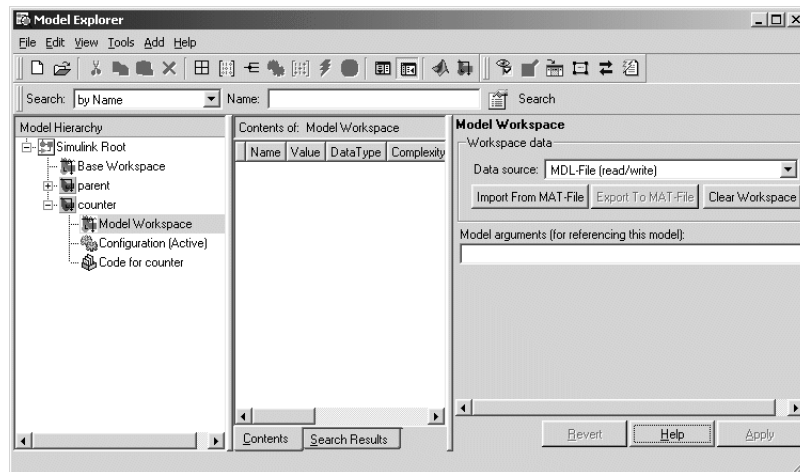 Model Explorer
File Edit View Tools Add Help
Search: by Name Name: Search
Model Hierarchy
Simulink Root
Base Workspace
parent
counter
Model Workspace
Configuration (Active)
Code for counter
Contents of: Model Workspace
Name Value DataType Complexity
Contents Search Results
Model Workspace
Workspace data
Data source: MDL-File (read/write)
Import From MAT-File Export To MAT-File Clear Workspace
Model arguments (for referencing this model):
Revert Help Apply